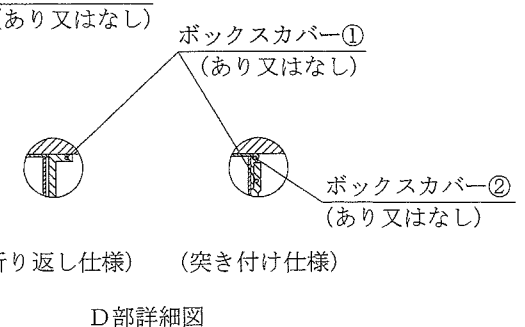 (あり又はなし)
ボックスカバー①
(あり又はなし)
ボックスカバー②
(あり又はなし)
り返し仕様) (突き付け仕様)
D部詳細図